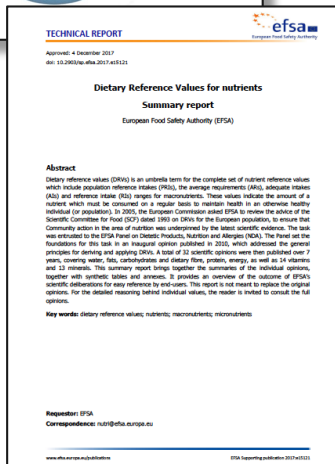 efsa
European Food Safety Authority
TECHNICAL REPORT
Approved: 4 December 2017
doi: 10.2903/sp.efsa.2017.e15121
Dietary Reference Values for nutrients
Summary report
European Food Safety Authority (EFSA)
Abstract
Dietary reference values (DRVs) is an umbrella term for the complete set of nutrient reference values
which include population reference intakes (PRIs), the average requirements (ARs), adequate intakes
(AIs) and reference intake (RIs) ranges for macronutrients. These values indicate the amount of a
nutrient which must be consumed on a regular basis to maintain health in an otherwise healthy
individual (or population). In 2005, the European Commission asked EFSA to review the advice of the
Scientific Committee for Food (SCF) dated 1993 on DRVs for the European population, to ensure that
Community action in the area of nutrition was underpinned by the latest scientific evidence. The task
was entrusted to the EFSA Panel on Dietetic Products, Nutrition and Allergies (NDA). The Panel set the
foundations for this task in an inaugural opinion published in 2010, which addressed the general
principles for deriving and applying DRVs. A total of 32 scientific opinions were then published over 7
years, covering water, fats, carbohydrates and dietary fibre, protein, energy, as well as 14 vitamins
and 13 minerals. This summary report brings together the summaries of the individual opinions,
together with synthetic tables and annexes. It provides an overview of the outcome of EFSA's
scientific deliberations for easy reference by end-users. This report is not meant to replace the original
opinions. For the detailed reasoning behind individual values, the reader is invited to consult the full
opinions.
Key words: dietary reference values; nutrients; macronutrients; micronutrients
Requestor: EFSA
Correspondence: nutri@efsa.europa.eu
www.efsa.europa.eu/publications
EFSA Supporting publication 2017:e15121